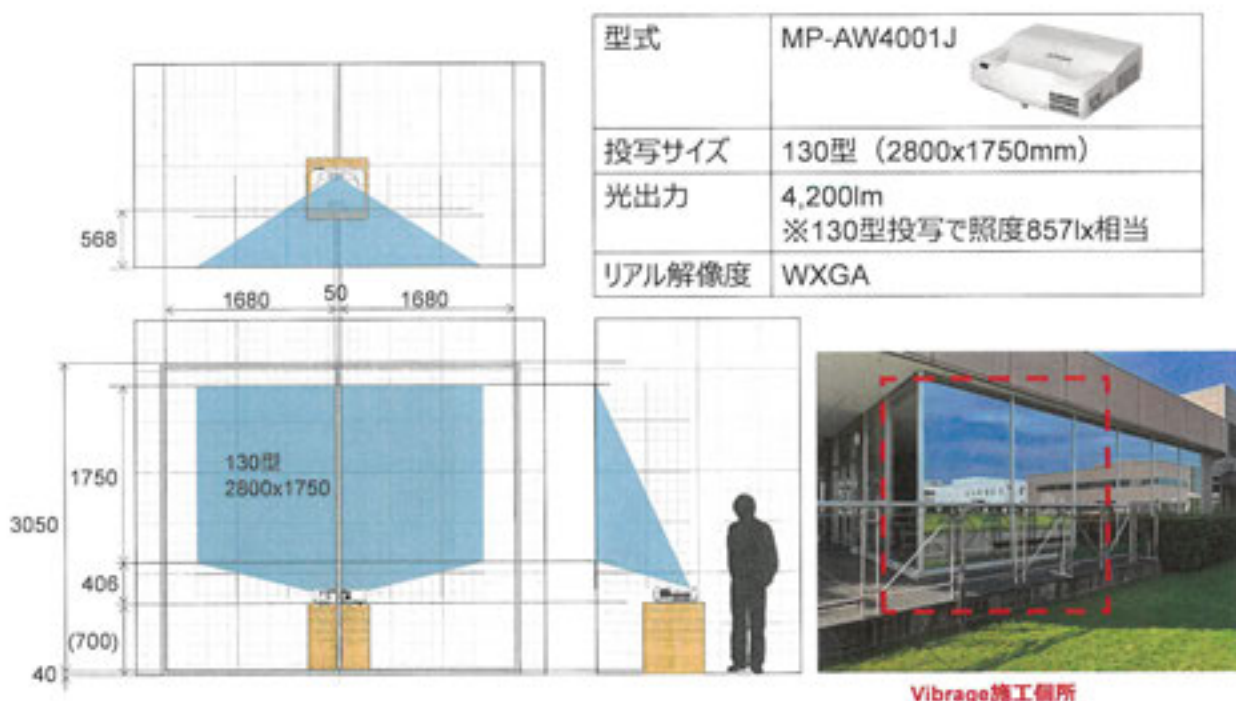 型式 MP-AW4001J
投写サイズ 130型（2800x1750mm）
光出力 4,200lm
※130型投写で照度857lx相当
リアル解像度 WXGA
568
1680 50 1680
130型
2800x1750
1750
3050
406
(700)
40
Vibrage施工個所